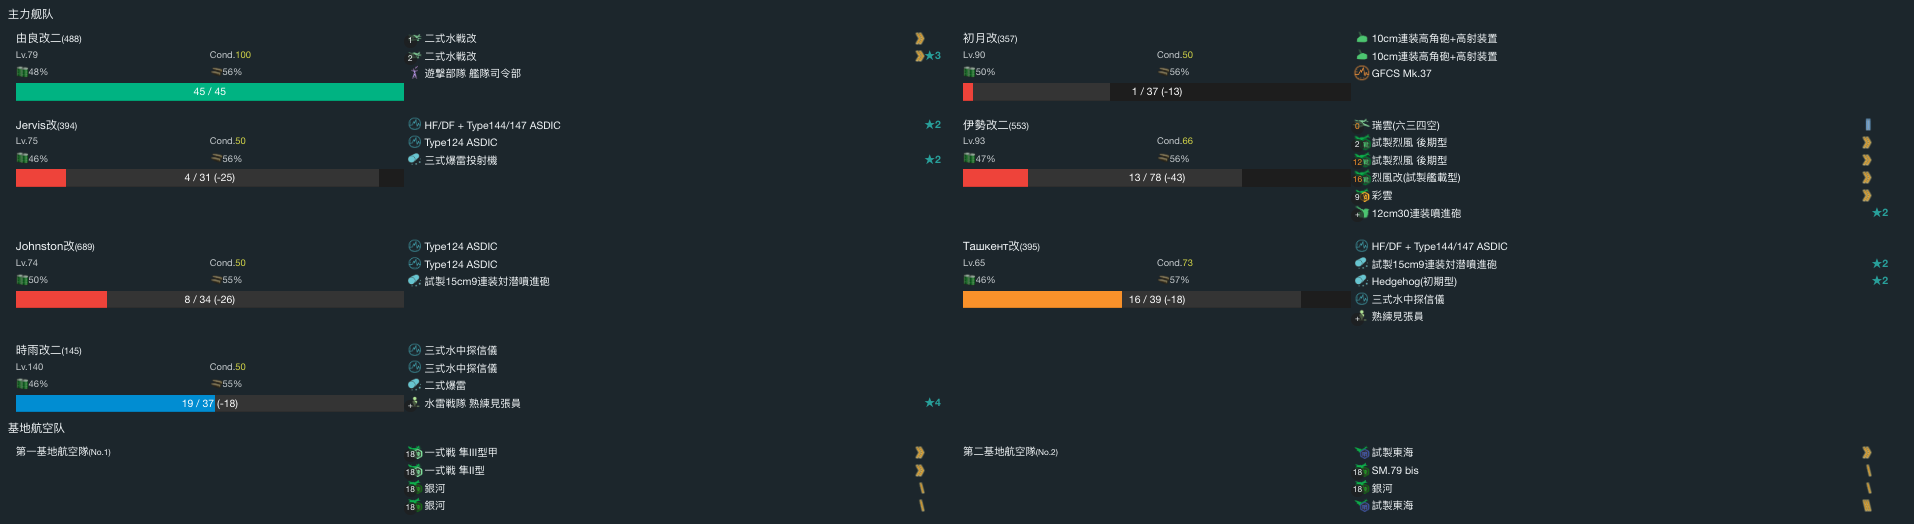 主力舰队
由良改二(488)
Lv.79 Cond.100
48% 56%
45 / 45
1 二式水戦改
2 二式水戦改 ★3
遊撃部隊 艦隊司令部
初月改(357)
Lv.90 Cond.50
50% 56%
1 / 37 (-13)
10cm連装高角砲+高射装置
10cm連装高角砲+高射装置
GFCS Mk.37
Jervis改(394)
Lv.75 Cond.50
46% 56%
4 / 31 (-25)
HF/DF + Type144/147 ASDIC ★2
Type124 ASDIC
三式爆雷投射機 ★2
伊勢改二(553)
Lv.93 Cond.66
47% 56%
13 / 78 (-43)
0 瑞雲(六三四空)
2 試製烈風 後期型
12 試製烈風 後期型
16 烈風改(試製艦載型)
9 彩雲
+ 12cm30連装噴進砲 ★2
Johnston改(689)
Lv.74 Cond.50
50% 55%
8 / 34 (-26)
Type124 ASDIC
Type124 ASDIC
試製15cm9連装対潜噴進砲
Ташкент改(395)
Lv.65 Cond.73
46% 57%
16 / 39 (-18)
HF/DF + Type144/147 ASDIC
試製15cm9連装対潜噴進砲 ★2
Hedgehog(初期型) ★2
三式水中探信儀
+ 熟練見張員
時雨改二(145)
Lv.140 Cond.50
46% 55%
19 / 37 (-18)
三式水中探信儀
三式水中探信儀
二式爆雷
+ 水雷戦隊 熟練見張員 ★4
基地航空队
第一基地航空隊(No.1)
18 一式戦 隼III型甲
18 一式戦 隼II型
18 銀河
18 銀河
第二基地航空隊(No.2)
試製東海
18 SM.79 bis
18 銀河
試製東海